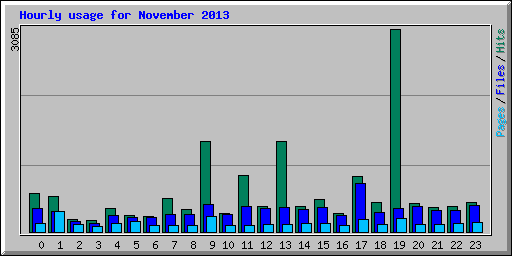 Hourly usage for November 2013
3085
Pages/Files/Hits
0 1 2 3 4 5 6 7 8 9 10 11 12 13 14 15 16 17 18 19 20 21 22 23